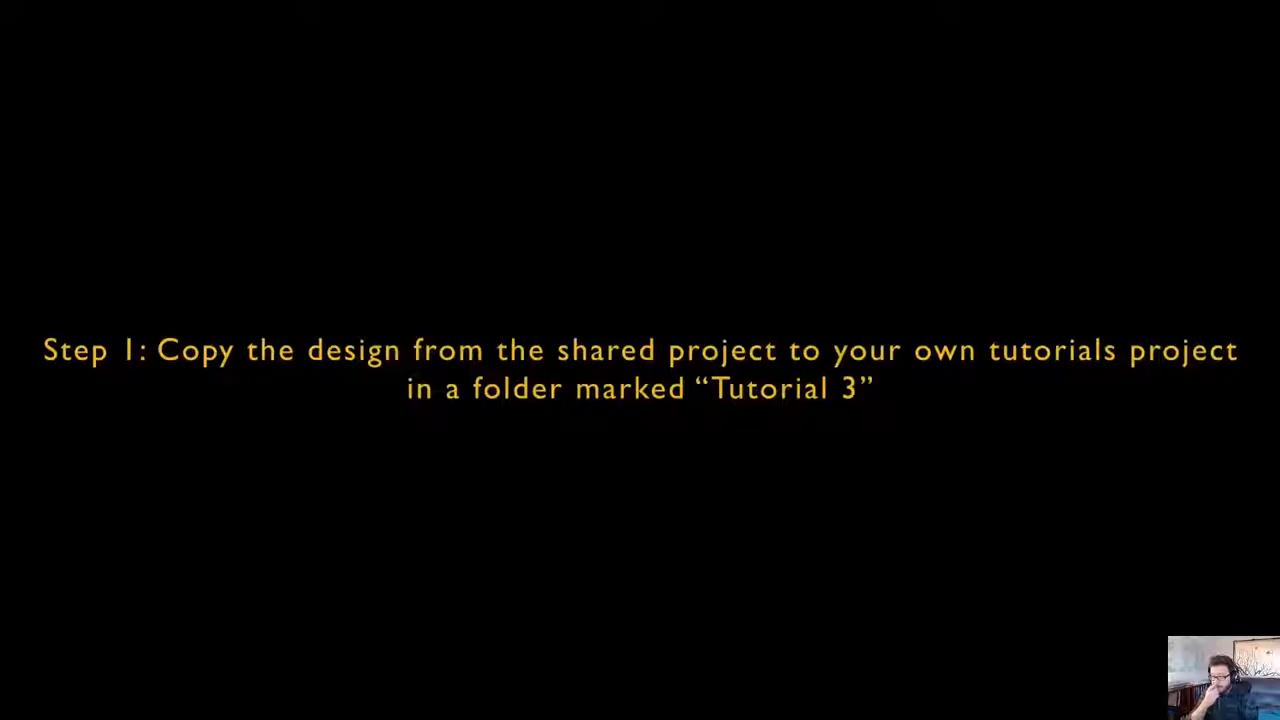 Step 1: Copy the design from the shared project to your own tutorials project
in a folder marked “Tutorial 3”